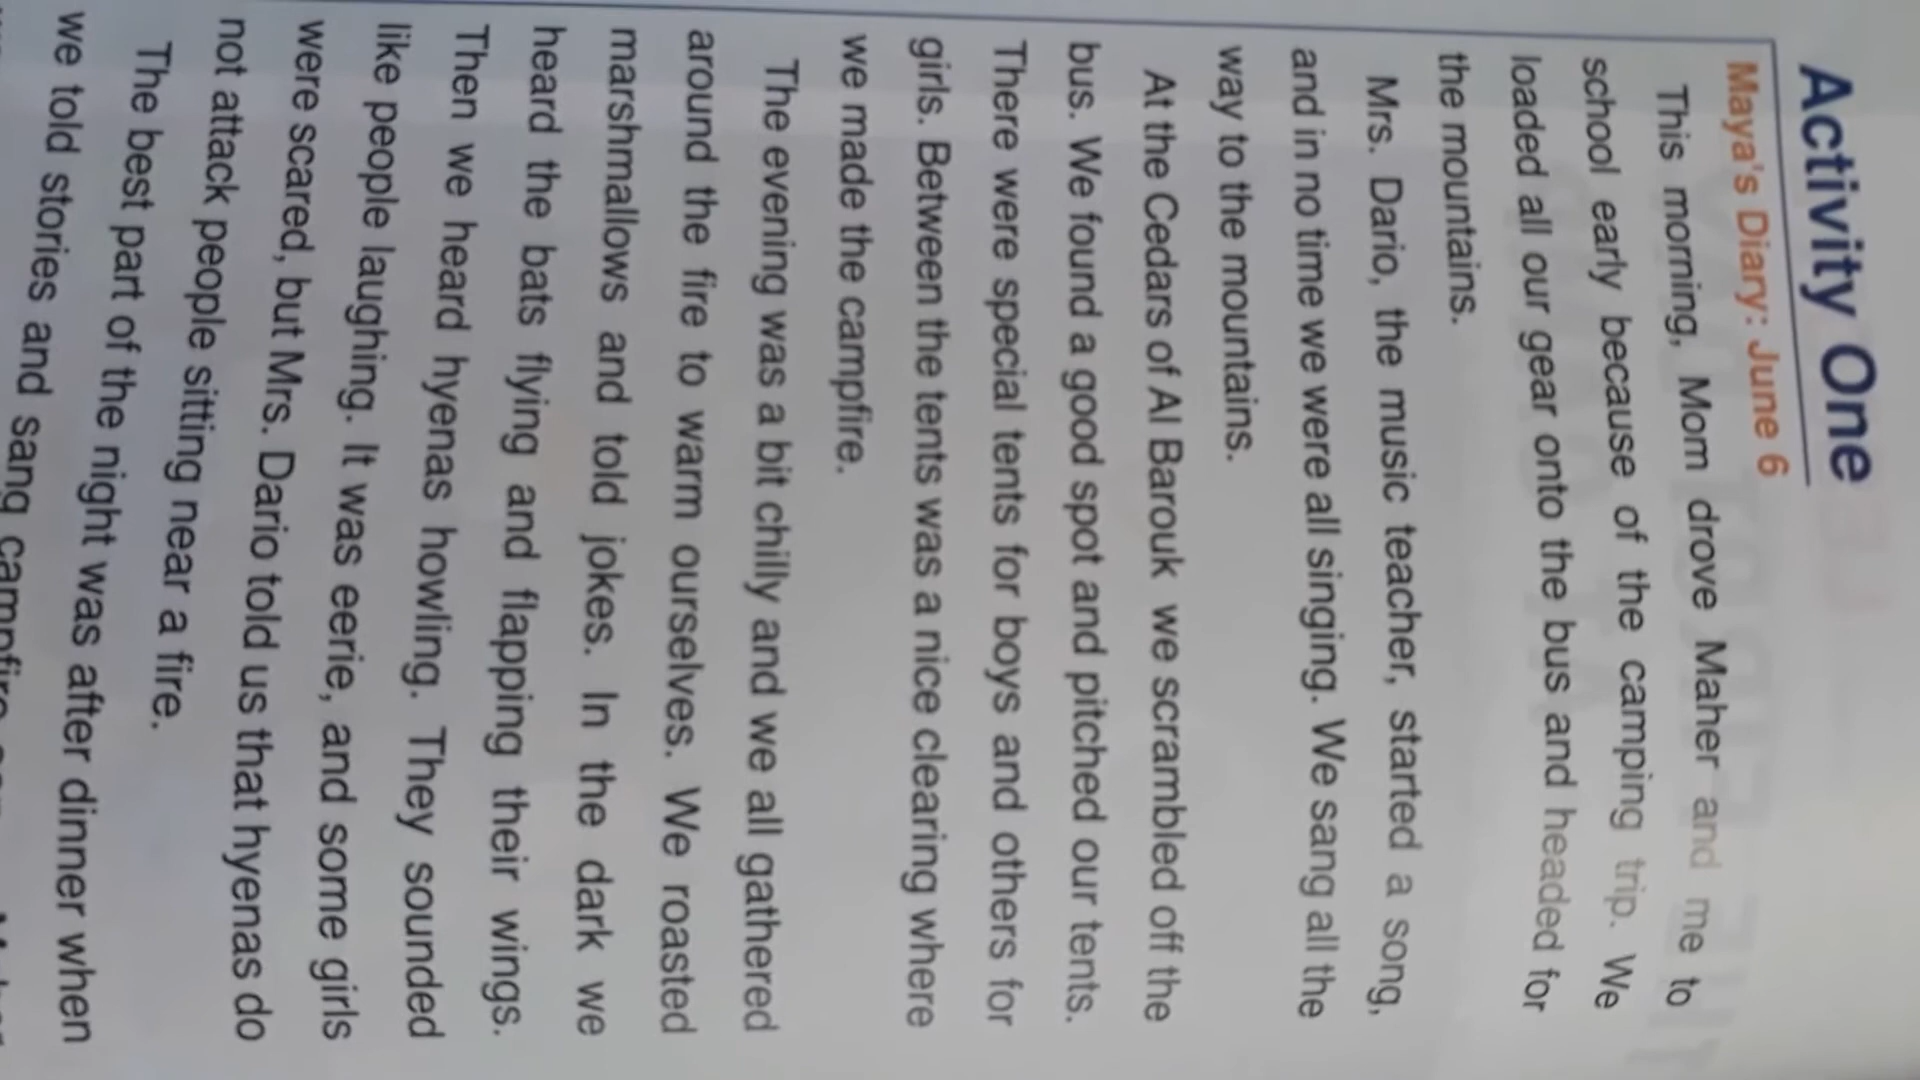 Activity One
Maya's Diary: June 6
This morning, Mom drove Maher and me to
school early because of the camping trip. We
loaded all our gear onto the bus and headed for
the mountains.
Mrs. Dario, the music teacher, started a song,
and in no time we were all singing. We sang all the
way to the mountains.
At the Cedars of Al Barouk we scrambled off the
bus. We found a good spot and pitched our tents.
There were special tents for boys and others for
girls. Between the tents was a nice clearing where
we made the campfire.
The evening was a bit chilly and we all gathered
around the fire to warm ourselves. We roasted
marshmallows and told jokes. In the dark we
heard the bats flying and flapping their wings.
Then we heard hyenas howling. They sounded
like people laughing. It was eerie, and some girls
were scared, but Mrs. Dario told us that hyenas do
not attack people sitting near a fire.
The best part of the night was after dinner when
we told stories and sang campfire